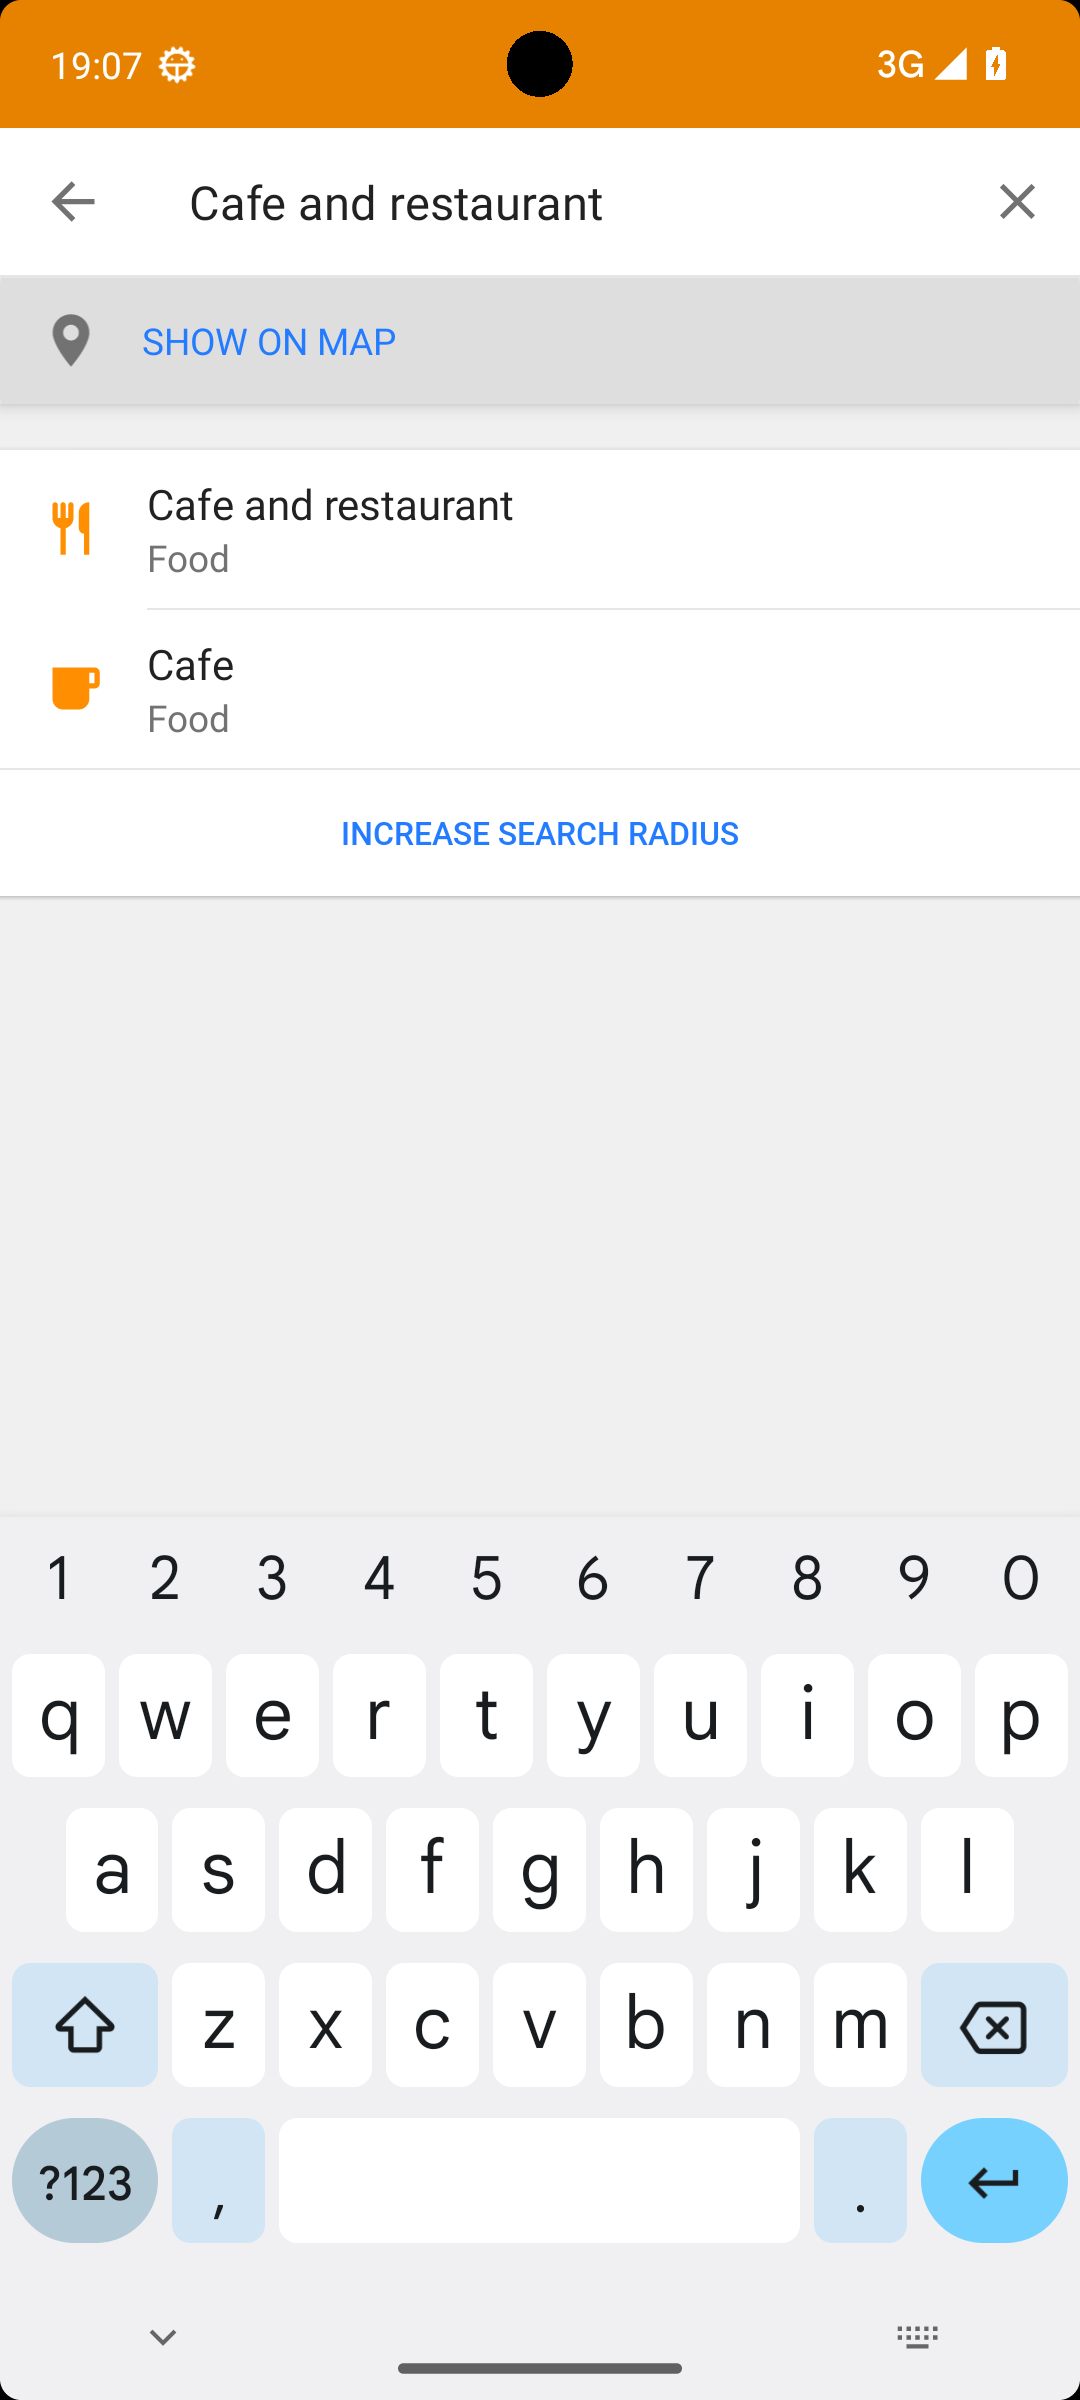 19:07
3G
Cafe and restaurant
SHOW ON MAP
Cafe and restaurant
Food
Cafe
Food
INCREASE SEARCH RADIUS
1 2 3 4 5 6 7 8 9 0
q w e r t y u i o p
a s d f g h j k l
z x c v b n m
?123 , .